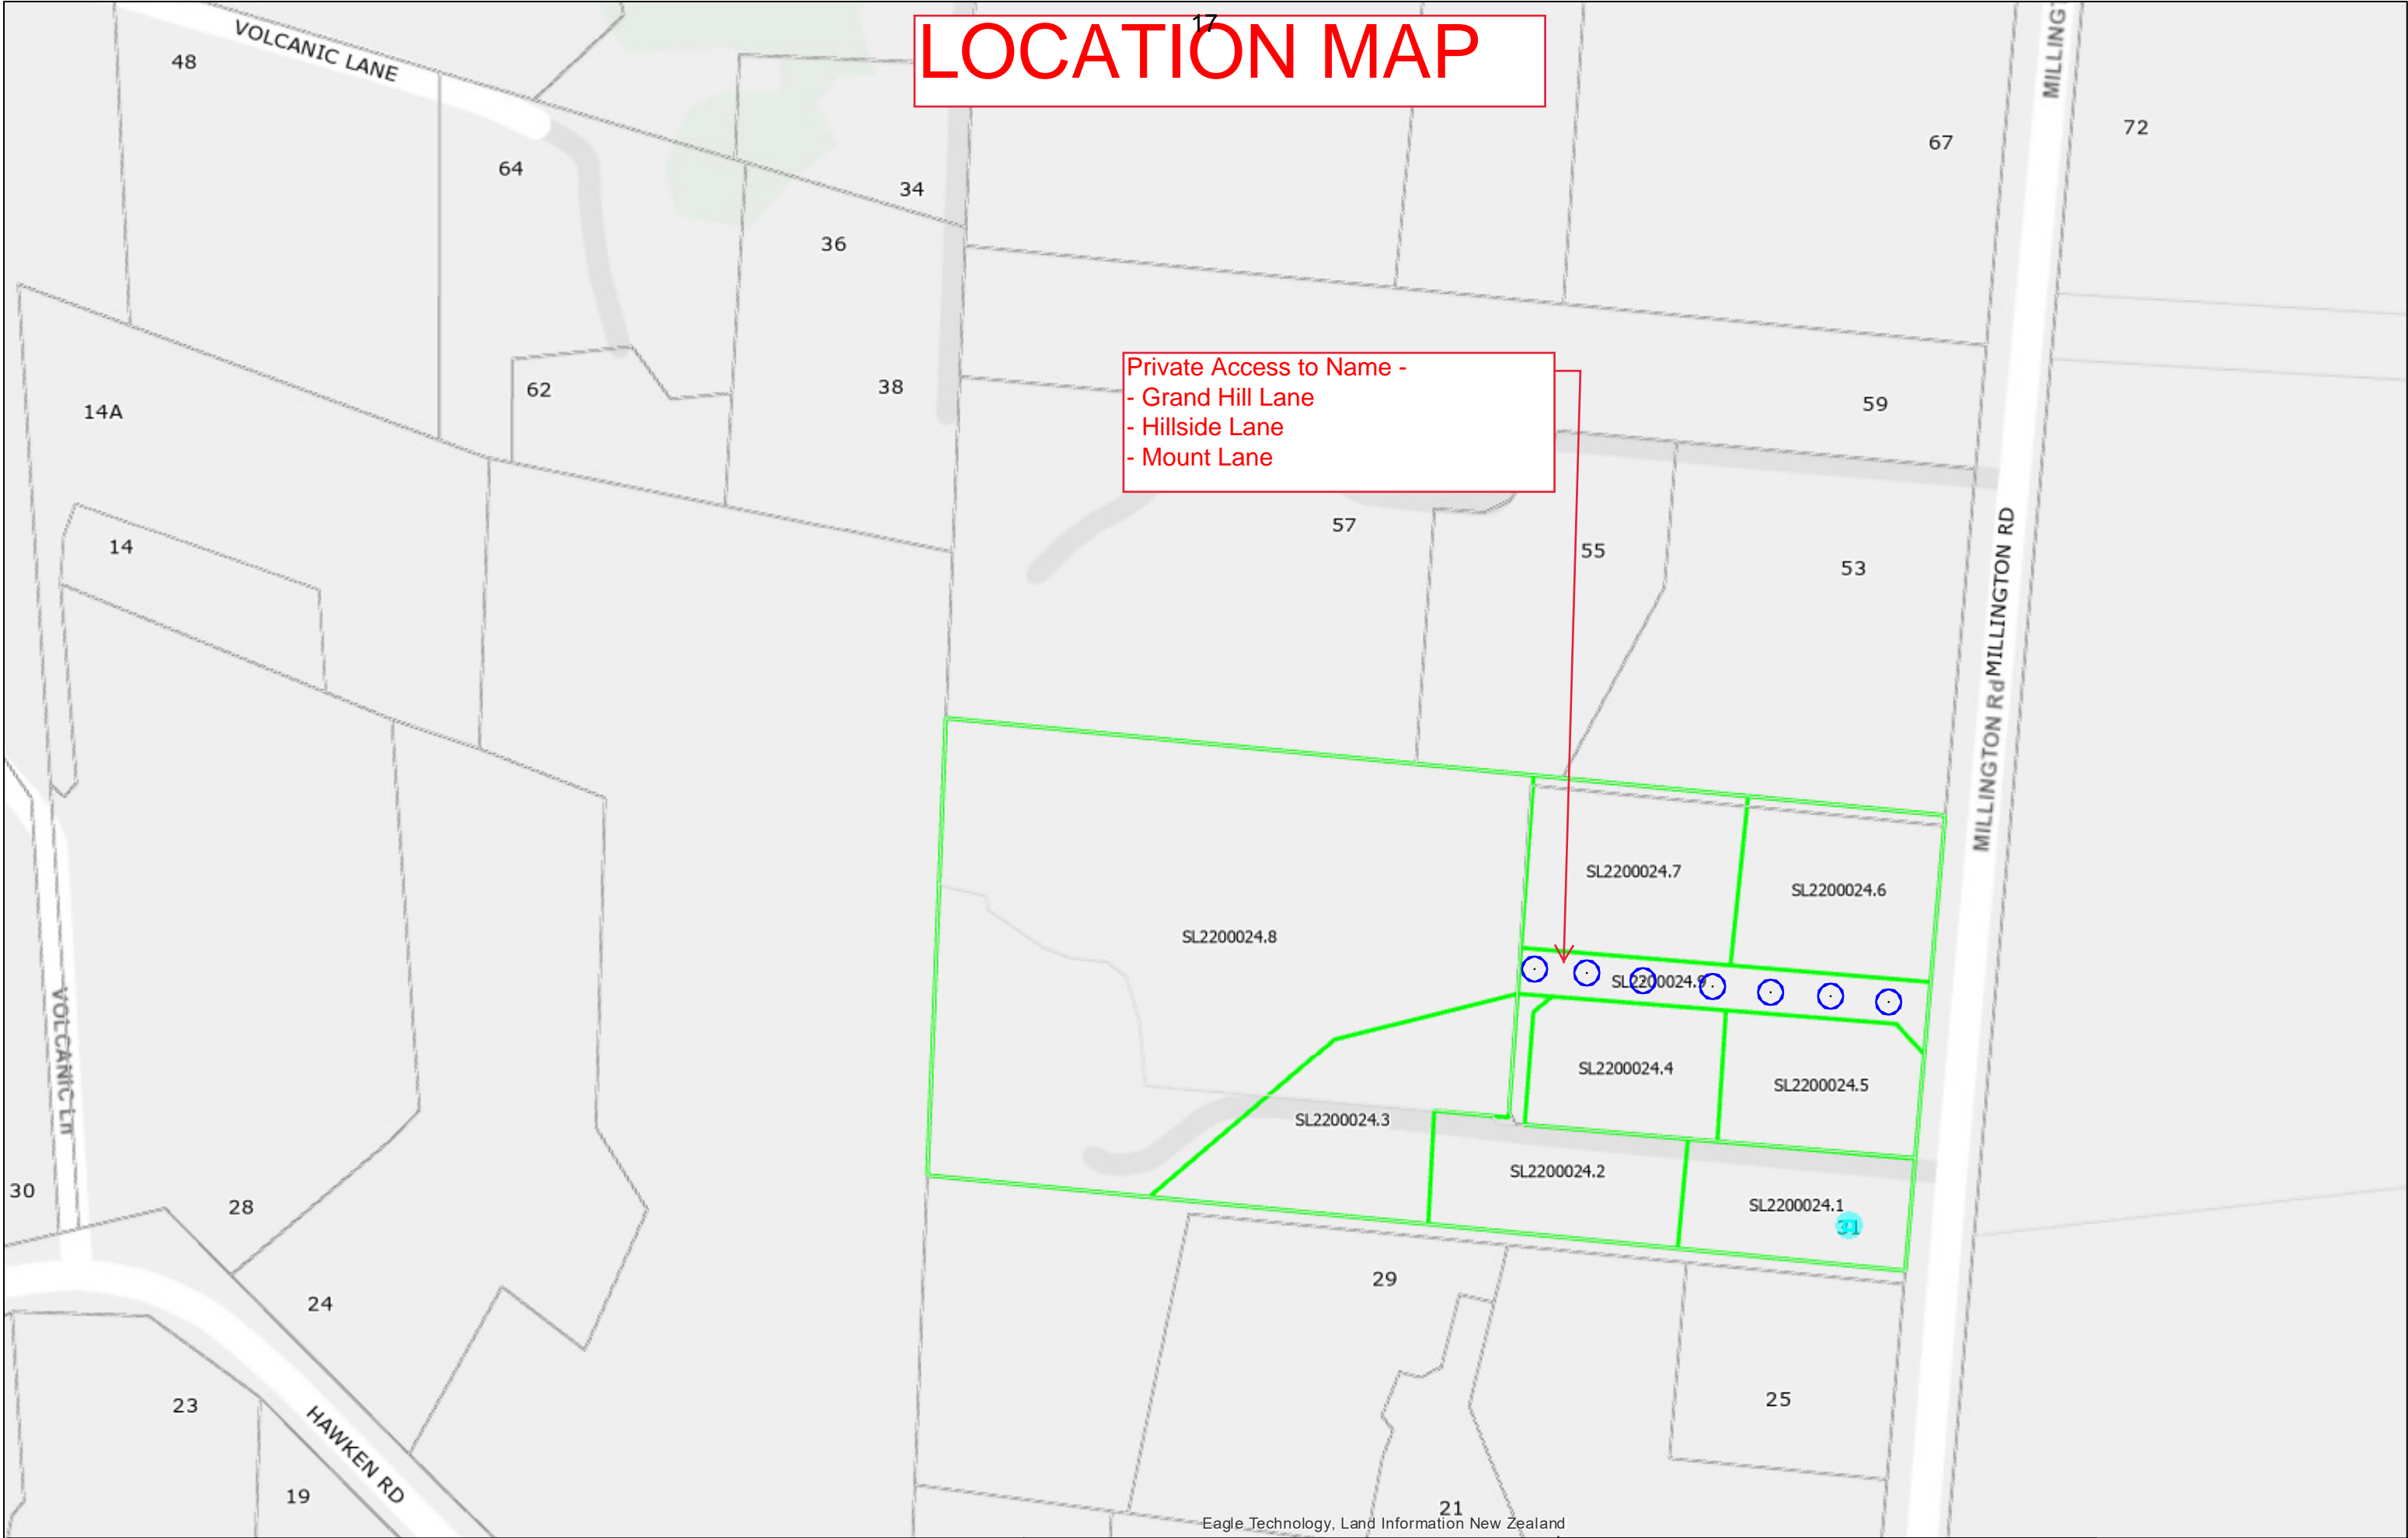 17
LOCATION MAP
VOLCANIC LANE
48
MILLINGT
67
72
64
34
36
Private Access to Name -
- Grand Hill Lane
- Hillside Lane
- Mount Lane
62
38
14A
59
14
57
55
53
MILLINGTON RD
MILLINGTON Rd
SL2200024.7
SL2200024.6
SL2200024.8
SL2200024.9
SL2200024.4
SL2200024.5
VOLCANIC Ln
SL2200024.3
SL2200024.2
SL2200024.1
31
30
28
29
24
23
25
HAWKEN RD
19
21
Eagle Technology, Land Information New Zealand